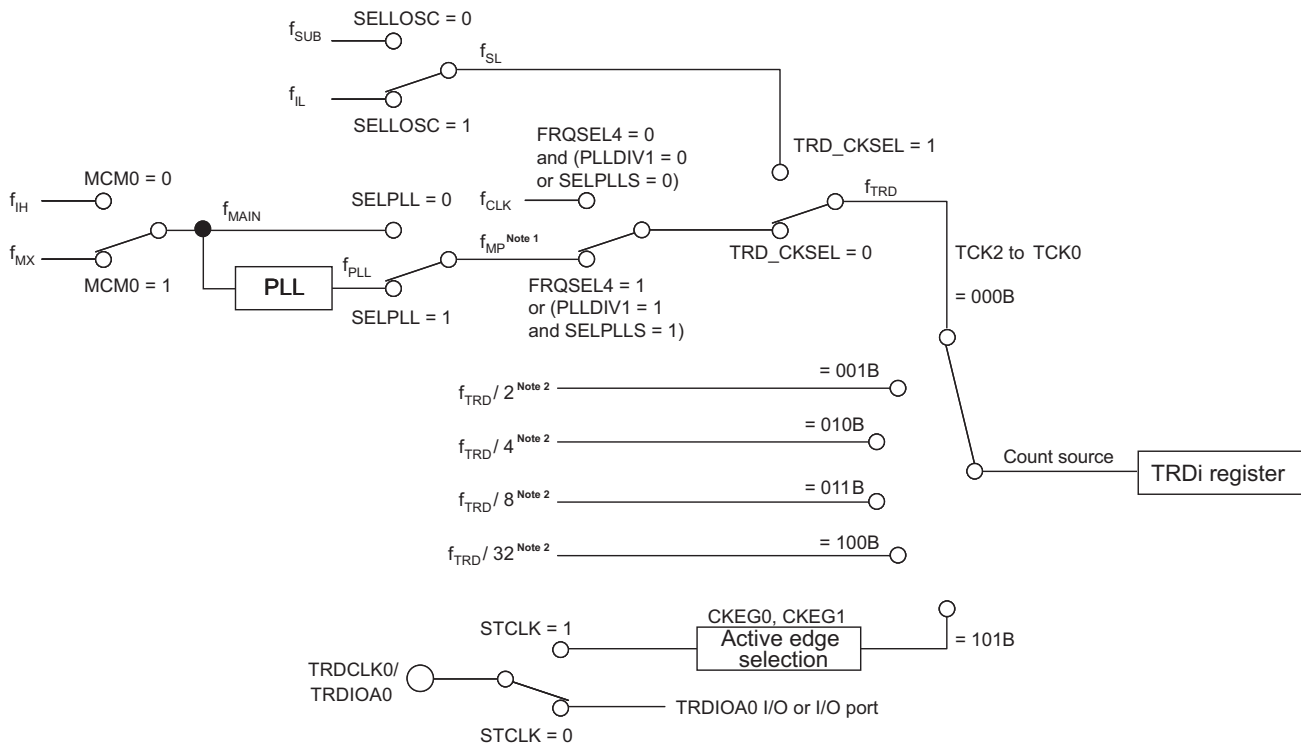 SELLOSC = 0
fSUB
fSL
fIL
SELLOSC = 1
FRQSEL4 = 0
and (PLLDIV1 = 0
or SELPLLS = 0)
TRD_CKSEL = 1
MCM0 = 0
fIH
SELPLL = 0
fCLK
fTRD
fMAIN
fMX
MCM0 = 1
fPLL
PLL
SELPLL = 1
fMP Note 1
TRD_CKSEL = 0
FRQSEL4 = 1
or (PLLDIV1 = 1
and SELPLLS = 1)
TCK2 to TCK0
= 000B
fTRD/ 2 Note 2
= 001B
fTRD/ 4 Note 2
= 010B
fTRD/ 8 Note 2
= 011B
fTRD/ 32 Note 2
= 100B
Count source
TRDi register
STCLK = 1
CKEG0, CKEG1
Active edge
selection
= 101B
TRDCLK0/
TRDIOA0
TRDIOA0 I/O or I/O port
STCLK = 0